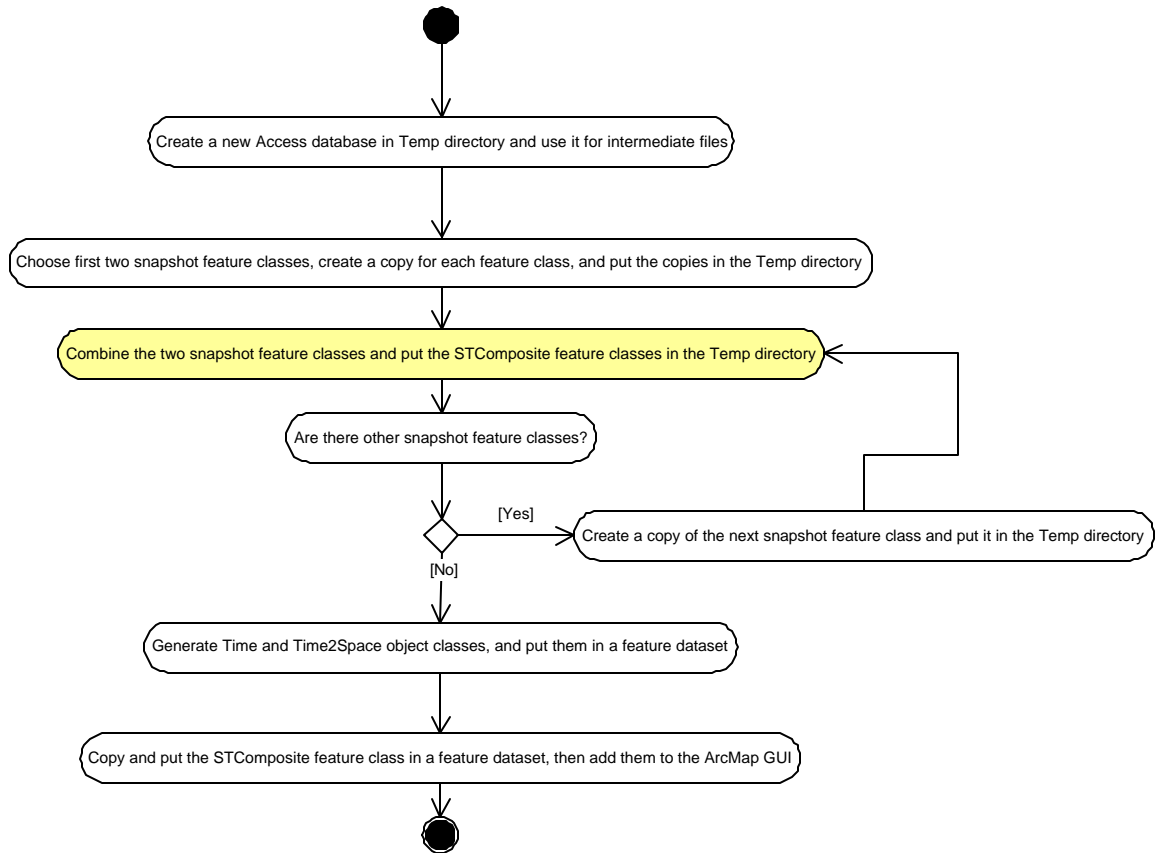 Create a new Access database in Temp directory and use it for intermediate files
Choose first two snapshot feature classes, create a copy for each feature class, and put the copies in the Temp directory
Combine the two snapshot feature classes and put the STComposite feature classes in the Temp directory
Are there other snapshot feature classes?
[Yes]
Create a copy of the next snapshot feature class and put it in the Temp directory
[No]
Generate Time and Time2Space object classes, and put them in a feature dataset
Copy and put the STComposite feature class in a feature dataset, then add them to the ArcMap GUI